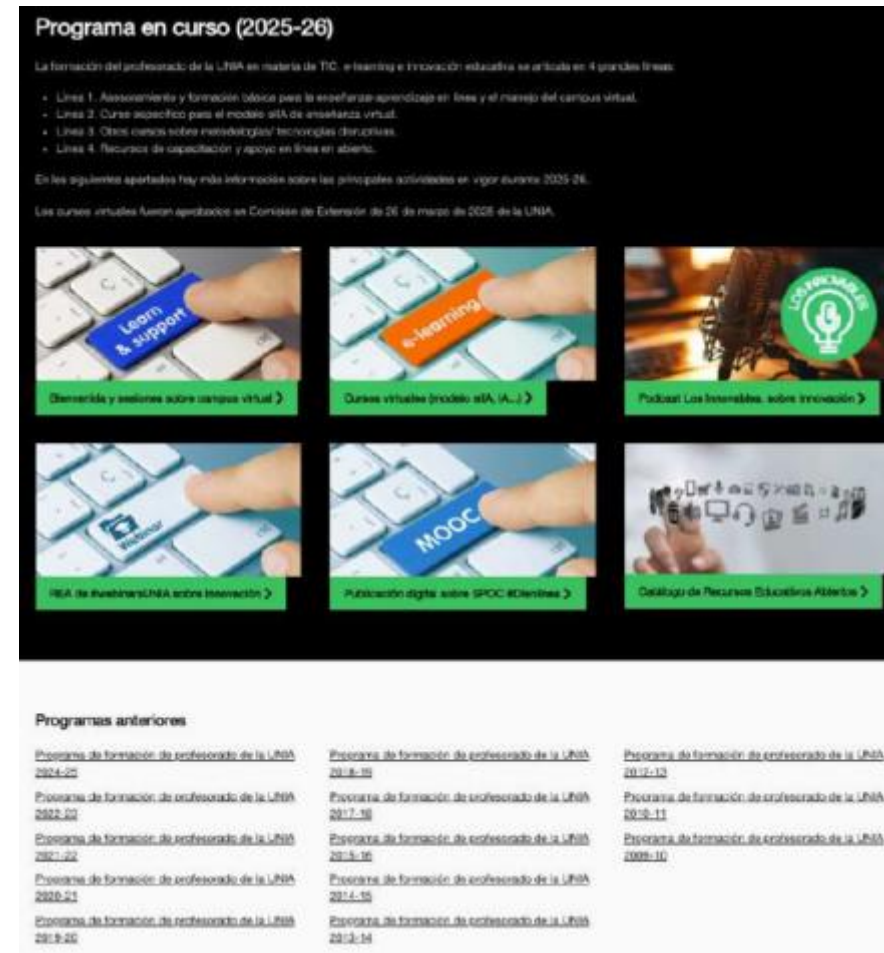 Programa en curso (2025-26)
La formación del profesorado de la UNIA en materia de TIC, e-learning e innovación educativa se articula en 4 grandes líneas:
Línea 1. Asesoramiento y formación básica para la enseñanza-aprendizaje en línea y el manejo del campus virtual.
Línea 2. Curso específico para el modelo alIA de enseñanza virtual.
Línea 3. Otros cursos sobre metodologías/ tecnologías disruptivas.
Línea 4. Recursos de capacitación y apoyo en línea en abierto.
En los siguientes apartados hay más información sobre las principales actividades en vigor durante 2025-26.
Los cursos virtuales fueron aprobados en Comisión de Extensión de 26 de marzo de 2025 de la UNIA.
Learn
& support
e-learning
LOS INNOVABLES
Bienvenida y sesiones sobre campus virtual
Cursos virtuales (modelo alIA, IA...)
Podcast Los Innovables, sobre innovación
Webinar
MOOC
REA de #webinarsUNIA sobre innovación
Publicación digital sobre SPOC #Dienlinea
Catálogo de Recursos Educativos Abiertos
Programas anteriores
Programa de formación de profesorado de la UNIA
2024-25
Programa de formación de profesorado de la UNIA
2018-19
Programa de formación de profesorado de la UNIA
2012-13
Programa de formación de profesorado de la UNIA
2022-23
Programa de formación de profesorado de la UNIA
2017-18
Programa de formación de profesorado de la UNIA
2010-11
Programa de formación de profesorado de la UNIA
2021-22
Programa de formación de profesorado de la UNIA
2015-16
Programa de formación de profesorado de la UNIA
2009-10
Programa de formación de profesorado de la UNIA
2020-21
Programa de formación de profesorado de la UNIA
2014-15
Programa de formación de profesorado de la UNIA
2019-20
Programa de formación de profesorado de la UNIA
2013-14